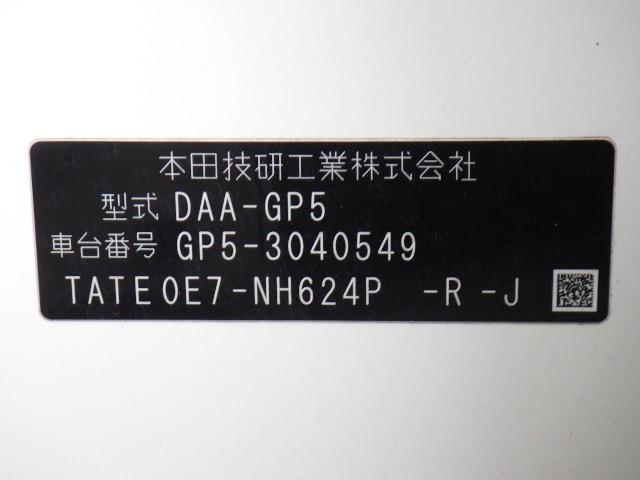 本田技研工業株式会社
型式 DAA-GP5
車台番号 GP5-3040549
TATE0E7-NH624P -R -J